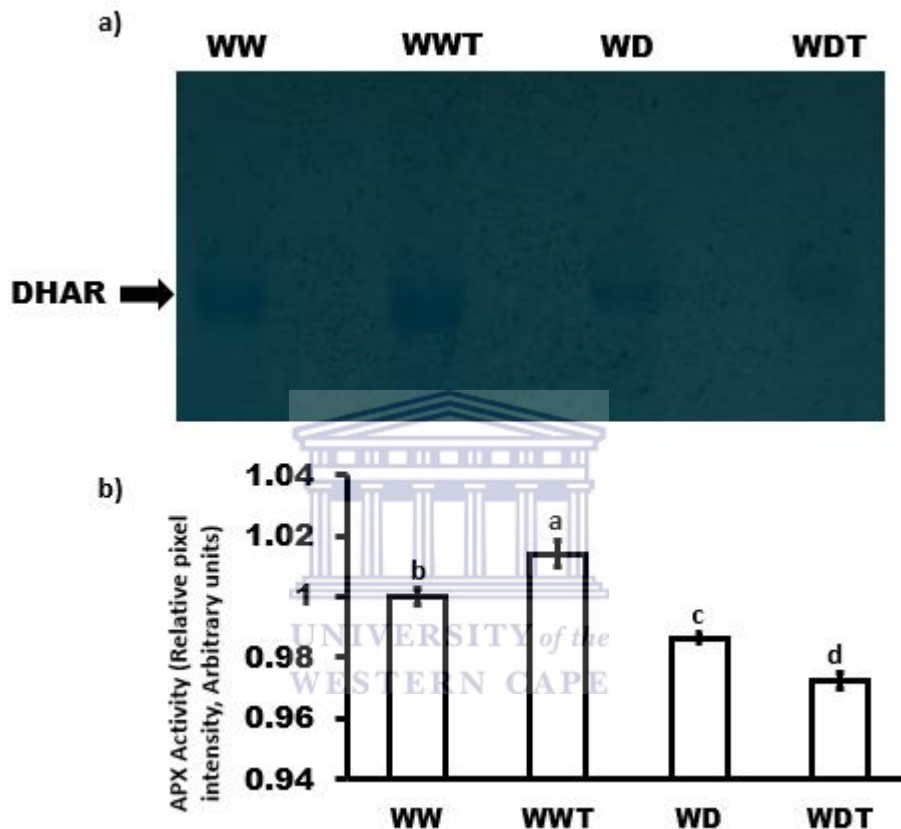 a)
WW WWT WD WDT
DHAR
b)
APX Activity (Relative pixel
intensity, Arbitrary units)
1.04
1.02
1
0.98
0.96
0.94
b
a
c
d
UNIVERSITY of the
WESTERN CAPE
WW WWT WD WDT